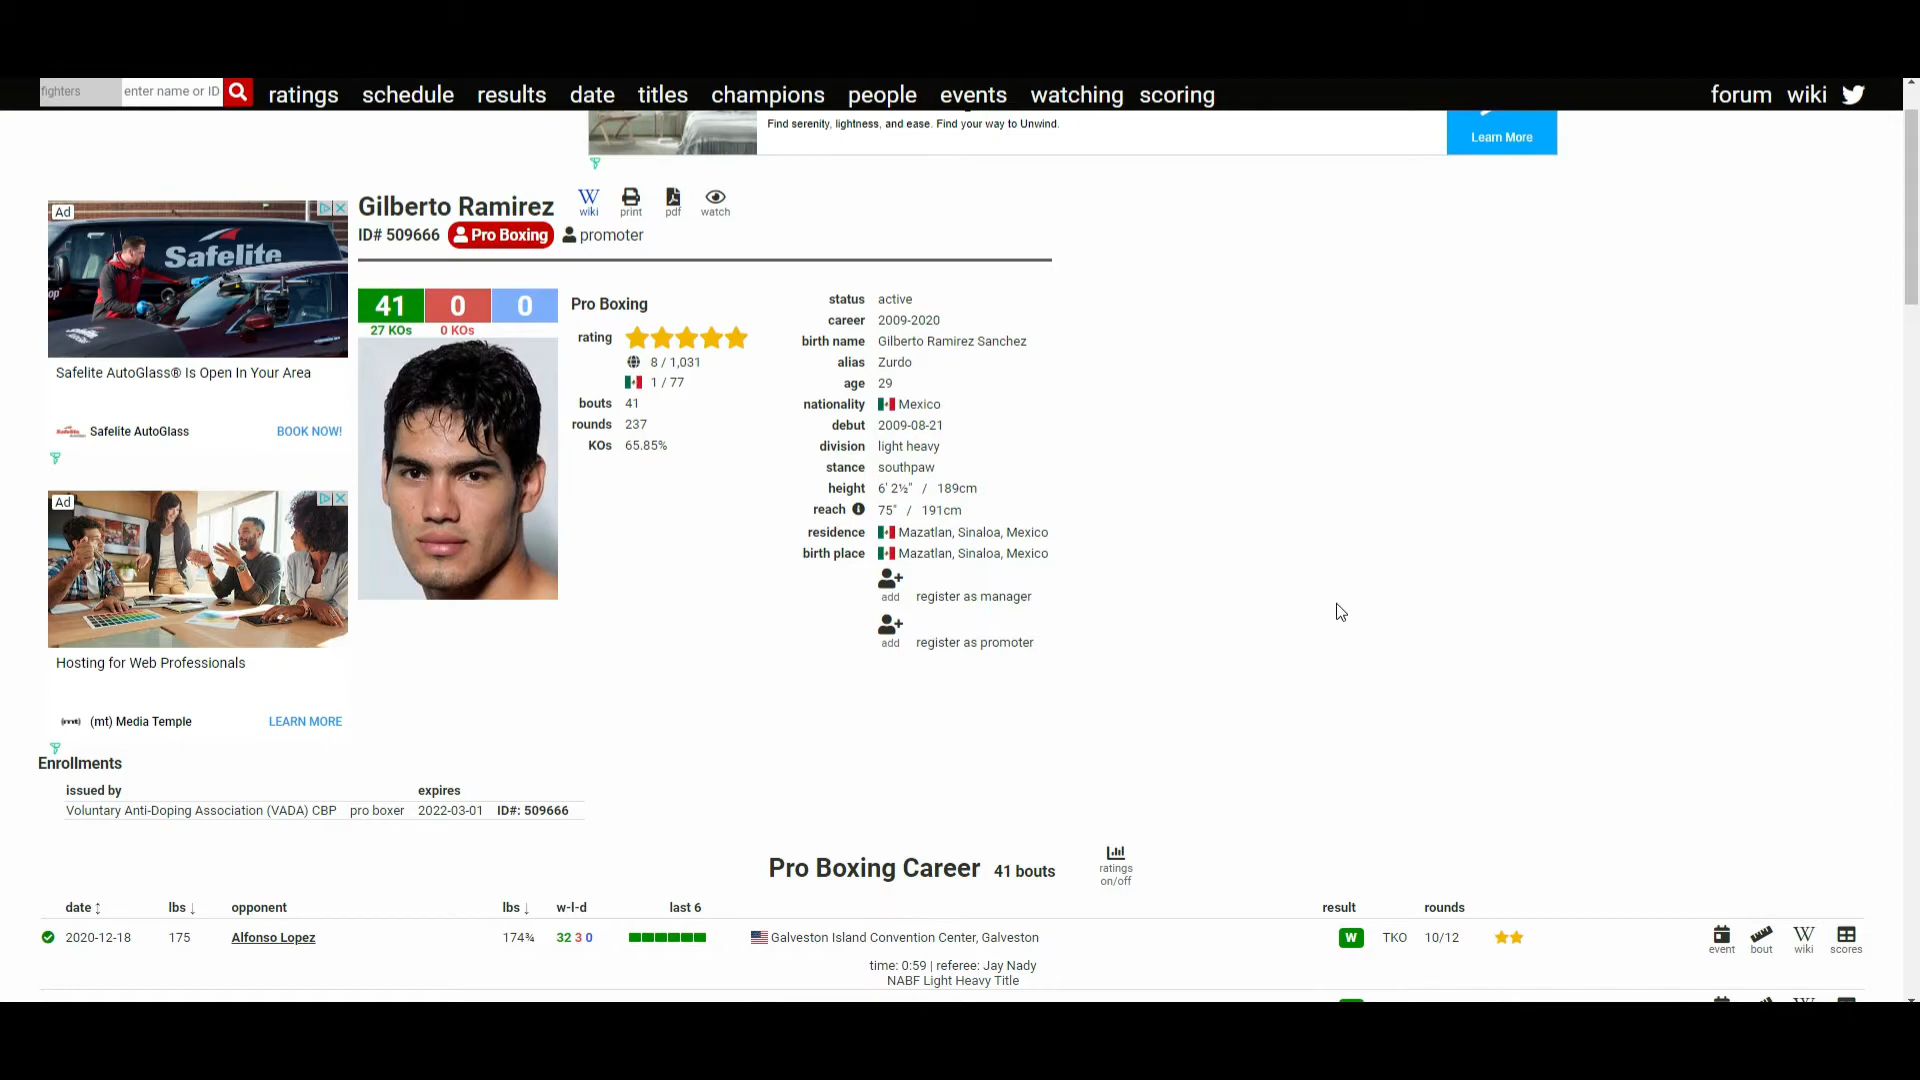 fighters enter name or ID ratings schedule results date titles champions people events watching scoring forum wiki
Find serenity, lightness, and ease. Find your way to Unwind.
Learn More
Gilberto Ramirez
wiki print pdf watch
ID# 509666 Pro Boxing promoter
Ad
Safelite
Safelite AutoGlass® Is Open In Your Area
Safelite AutoGlass BOOK NOW!
Ad
Hosting for Web Professionals
(mt) Media Temple LEARN MORE
41 0 0
27 KOs 0 KOs
Pro Boxing
rating
8 / 1,031
1 / 77
bouts 41
rounds 237
KOs 65.85%
status active
career 2009-2020
birth name Gilberto Ramirez Sanchez
alias Zurdo
age 29
nationality Mexico
debut 2009-08-21
division light heavy
stance southpaw
height 6' 2½" / 189cm
reach 75" / 191cm
residence Mazatlan, Sinaloa, Mexico
birth place Mazatlan, Sinaloa, Mexico
add register as manager
add register as promoter
Enrollments
issued by expires
Voluntary Anti-Doping Association (VADA) CBP pro boxer 2022-03-01 ID#: 509666
Pro Boxing Career 41 bouts
ratings
on/off
date lbs opponent lbs w-l-d last 6 result rounds
2020-12-18 175 Alfonso Lopez 174¾ 32 3 0 Galveston Island Convention Center, Galveston W TKO 10/12
event bout wiki scores
time: 0:59 | referee: Jay Nady
NABF Light Heavy Title